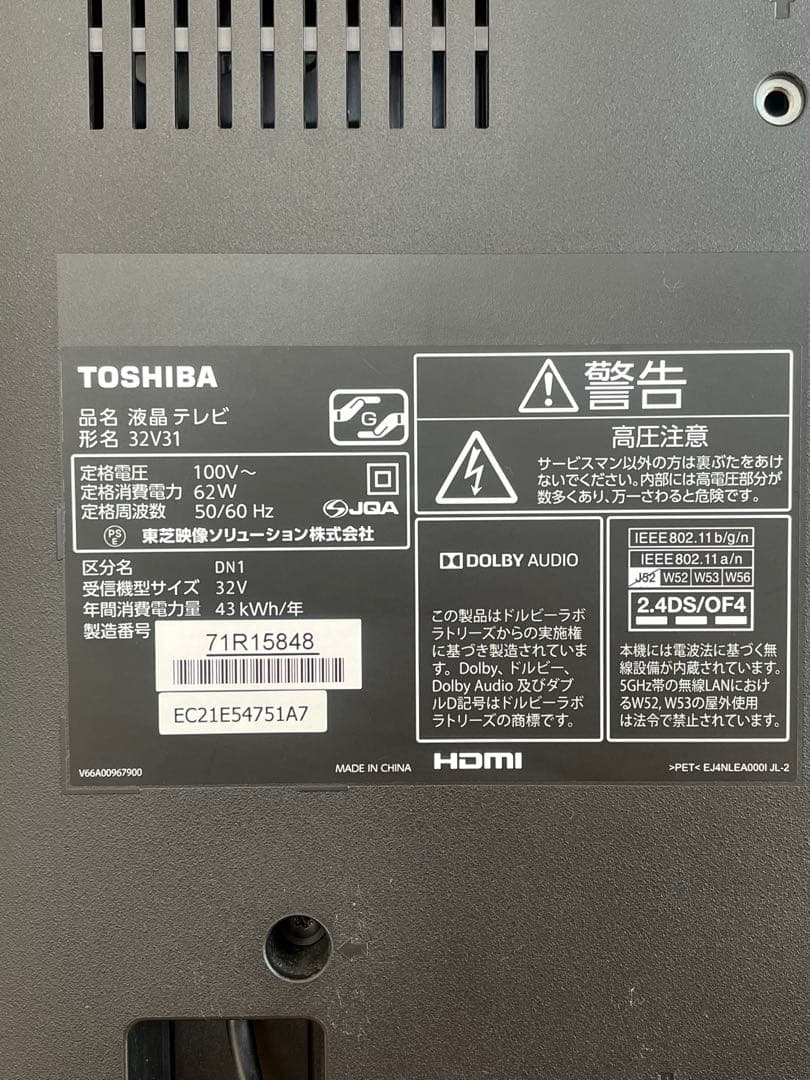 TOSHIBA
品名 液晶テレビ
形名 32V31
G
定格電圧 100V～
定格消費電力 62W
定格周波数 50/60 Hz
JQA
PS
E
東芝映像ソリューション株式会社
区分名 DN1
受信機型サイズ 32V
年間消費電力量 43kWh/年
製造番号
71R15848
EC21E54751A7
V66A00967900
MADE IN CHINA
警告
高圧注意
サービスマン以外の方は裏ぶたをあけ
ないでください。内部には高電圧部分が
数多くあり、万一さわると危険です。
DOLBY AUDIO
この製品はドルビーラボ
ラトリーズからの実施権
に基づき製造されていま
す。Dolby、ドルビー、
Dolby Audio 及びダブ
ルD記号はドルビーラボ
ラトリーズの商標です。
IEEE802.11b/g/n
IEEE802.11a/n
J52 W52 W53 W56
2.4DS/OF4
本機には電波法に基づく無
線設備が内蔵されています。
5GHz帯の無線LANにおけ
るW52, W53の屋外使用
は法令で禁止されています。
HDMI
>PET< EJ4NLEA000I JL-2